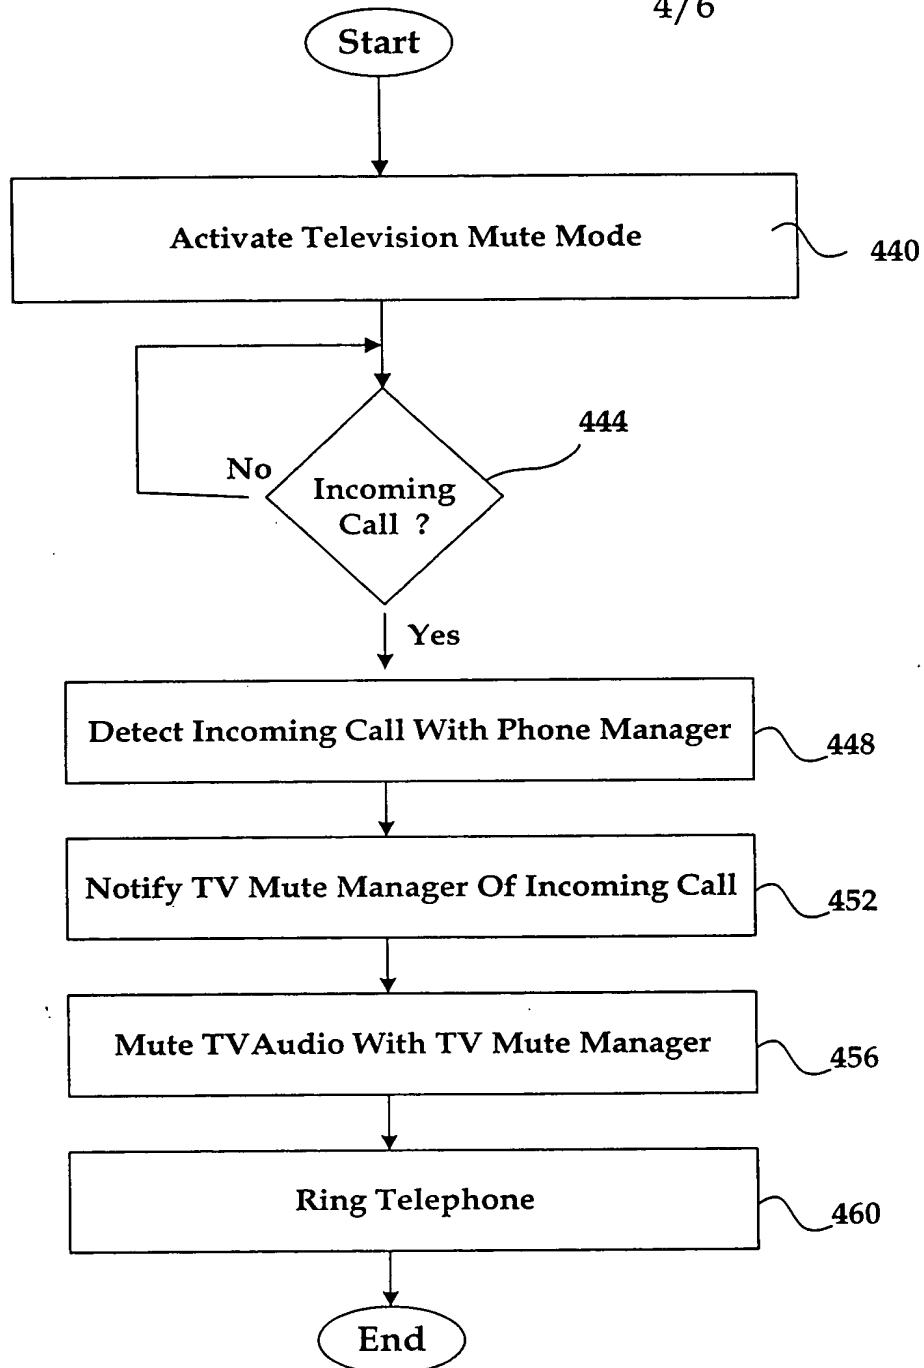 4/6
Start
Activate Television Mute Mode
440
444
No
Incoming
Call ?
Yes
Detect Incoming Call With Phone Manager
448
Notify TV Mute Manager Of Incoming Call
452
Mute TVAudio With TV Mute Manager
456
Ring Telephone
460
End